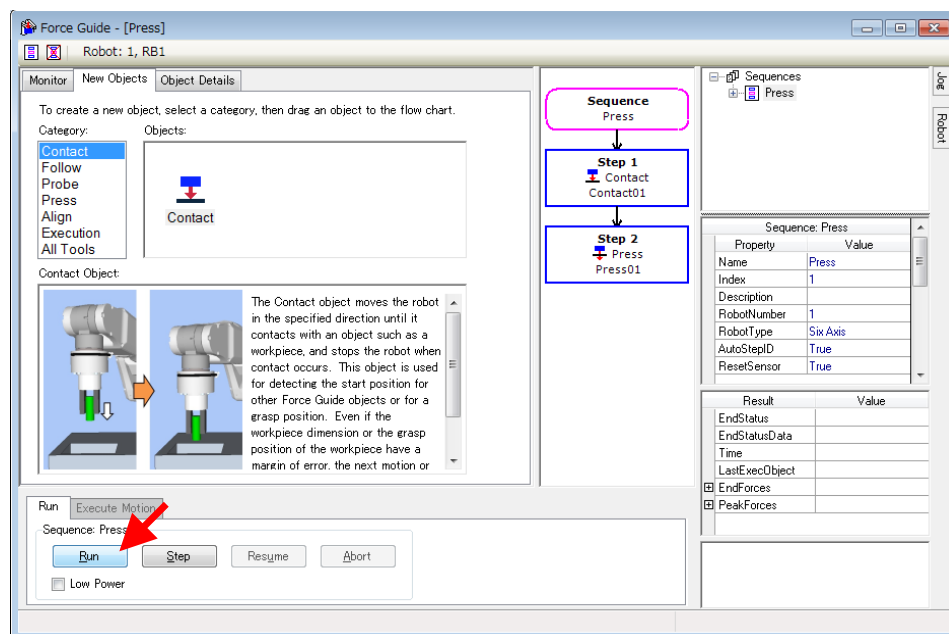 Force Guide - [Press]
Robot: 1, RB1
Monitor
New Objects
Object Details
To create a new object, select a category, then drag an object to the flow chart.
Category:
Objects:
Contact
Follow
Probe
Press
Align
Execution
All Tools
Contact
Contact Object:
The Contact object moves the robot
in the specified direction until it
contacts with an object such as a
workpiece, and stops the robot when
contact occurs. This object is used
for detecting the start position for
other Force Guide objects or for a
grasp position. Even if the
workpiece dimension or the grasp
position of the workpiece have a
margin of error, the next motion or
Run
Execute Motion
Sequence: Press
Run
Step
Resume
Abort
Low Power
Sequence
Press
Step 1
Contact
Contact01
Step 2
Press
Press01
Sequences
Press
Jog
Robot
Sequence: Press
Property Value
Name Press
Index 1
Description
RobotNumber 1
RobotType Six Axis
AutoStepID True
ResetSensor True
Result Value
EndStatus
EndStatusData
Time
LastExecObject
EndForces
PeakForces